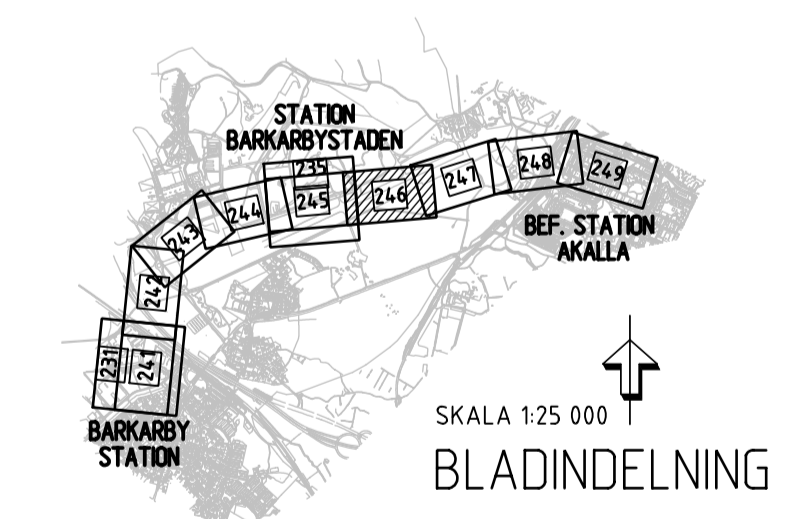 STATION
BARKARBYSTADEN
235
245
246
247
248
249
244
243
242
231
241
BEF. STATION
AKALLA
BARKARBY
STATION
SKALA 1:25 000
BLADINDELNING